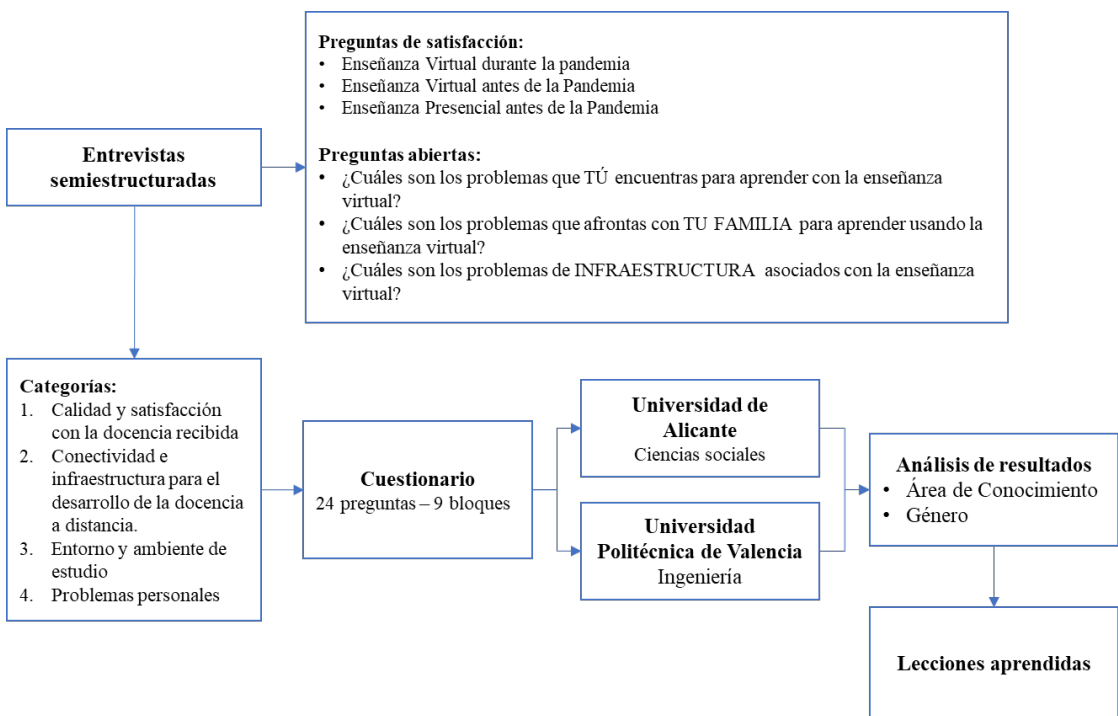 Preguntas de satisfacción:
• Enseñanza Virtual durante la pandemia
• Enseñanza Virtual antes de la Pandemia
• Enseñanza Presencial antes de la Pandemia
Preguntas abiertas:
• ¿Cuáles son los problemas que TÚ encuentras para aprender con la enseñanza
virtual?
• ¿Cuáles son los problemas que afrontas con TU FAMILIA para aprender usando la
enseñanza virtual?
• ¿Cuáles son los problemas de INFRAESTRUCTURA asociados con la enseñanza
virtual?
Entrevistas
semiestructuradas
Categorías:
1. Calidad y satisfacción
con la docencia recibida
2. Conectividad e
infraestructura para el
desarrollo de la docencia
a distancia.
3. Entorno y ambiente de
estudio
4. Problemas personales
Cuestionario
24 preguntas – 9 bloques
Universidad de
Alicante
Ciencias sociales
Universidad
Politécnica de Valencia
Ingeniería
Análisis de resultados
• Área de Conocimiento
• Género
Lecciones aprendidas